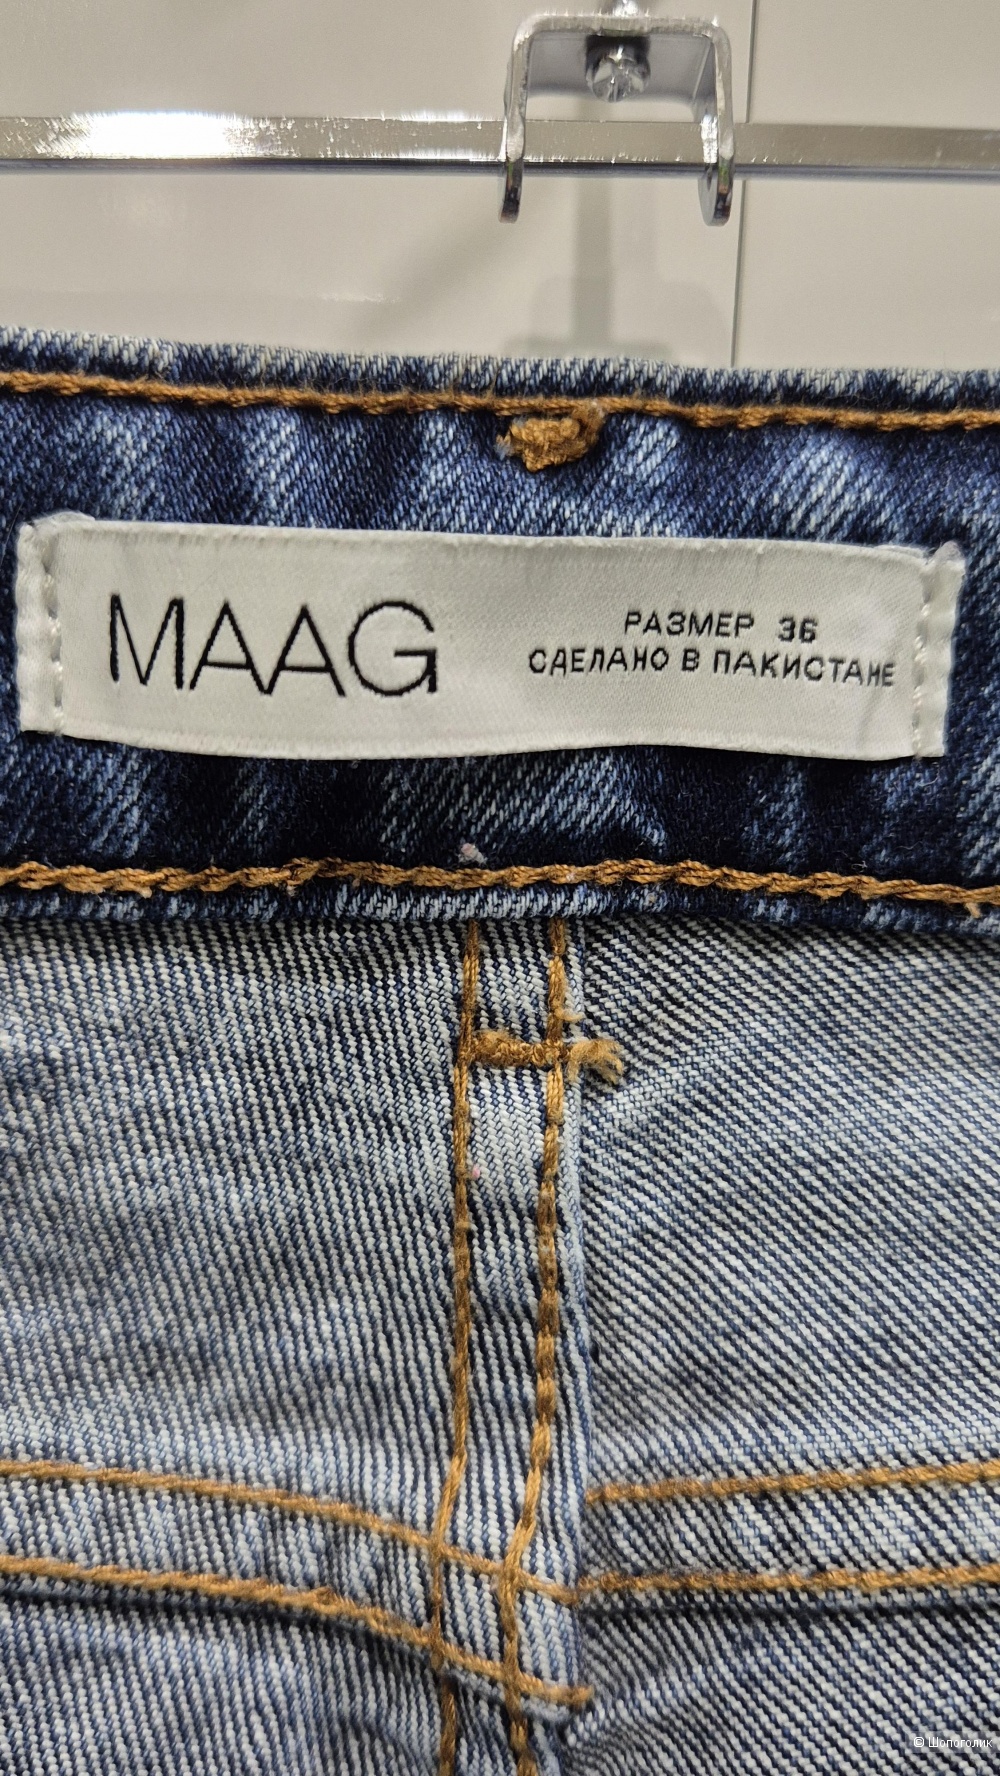 MAAG
РАЗМЕР 36
СДЕЛАНО В ПАКИСТАНЕ
© Шопоголик